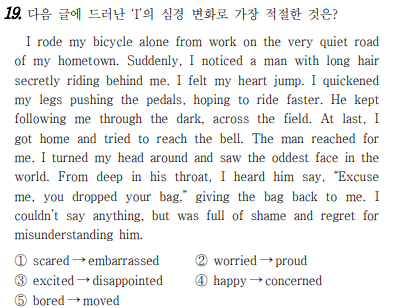 19. 다음 글에 드러난 'I'의 심경 변화로 가장 적절한 것은?
I rode my bicycle alone from work on the very quiet road
of my hometown. Suddenly, I noticed a man with long hair
secretly riding behind me. I felt my heart jump. I quickened
my legs pushing the pedals, hoping to ride faster. He kept
following me through the dark, across the field. At last, I
got home and tried to reach the bell. The man reached for
me. I turned my head around and saw the oddest face in the
world. From deep in his throat, I heard him say, "Excuse
me, you dropped your bag," giving the bag back to me. I
couldn't say anything, but was full of shame and regret for
misunderstanding him.
① scared → embarrassed ② worried → proud
③ excited → disappointed ④ happy → concerned
⑤ bored → moved